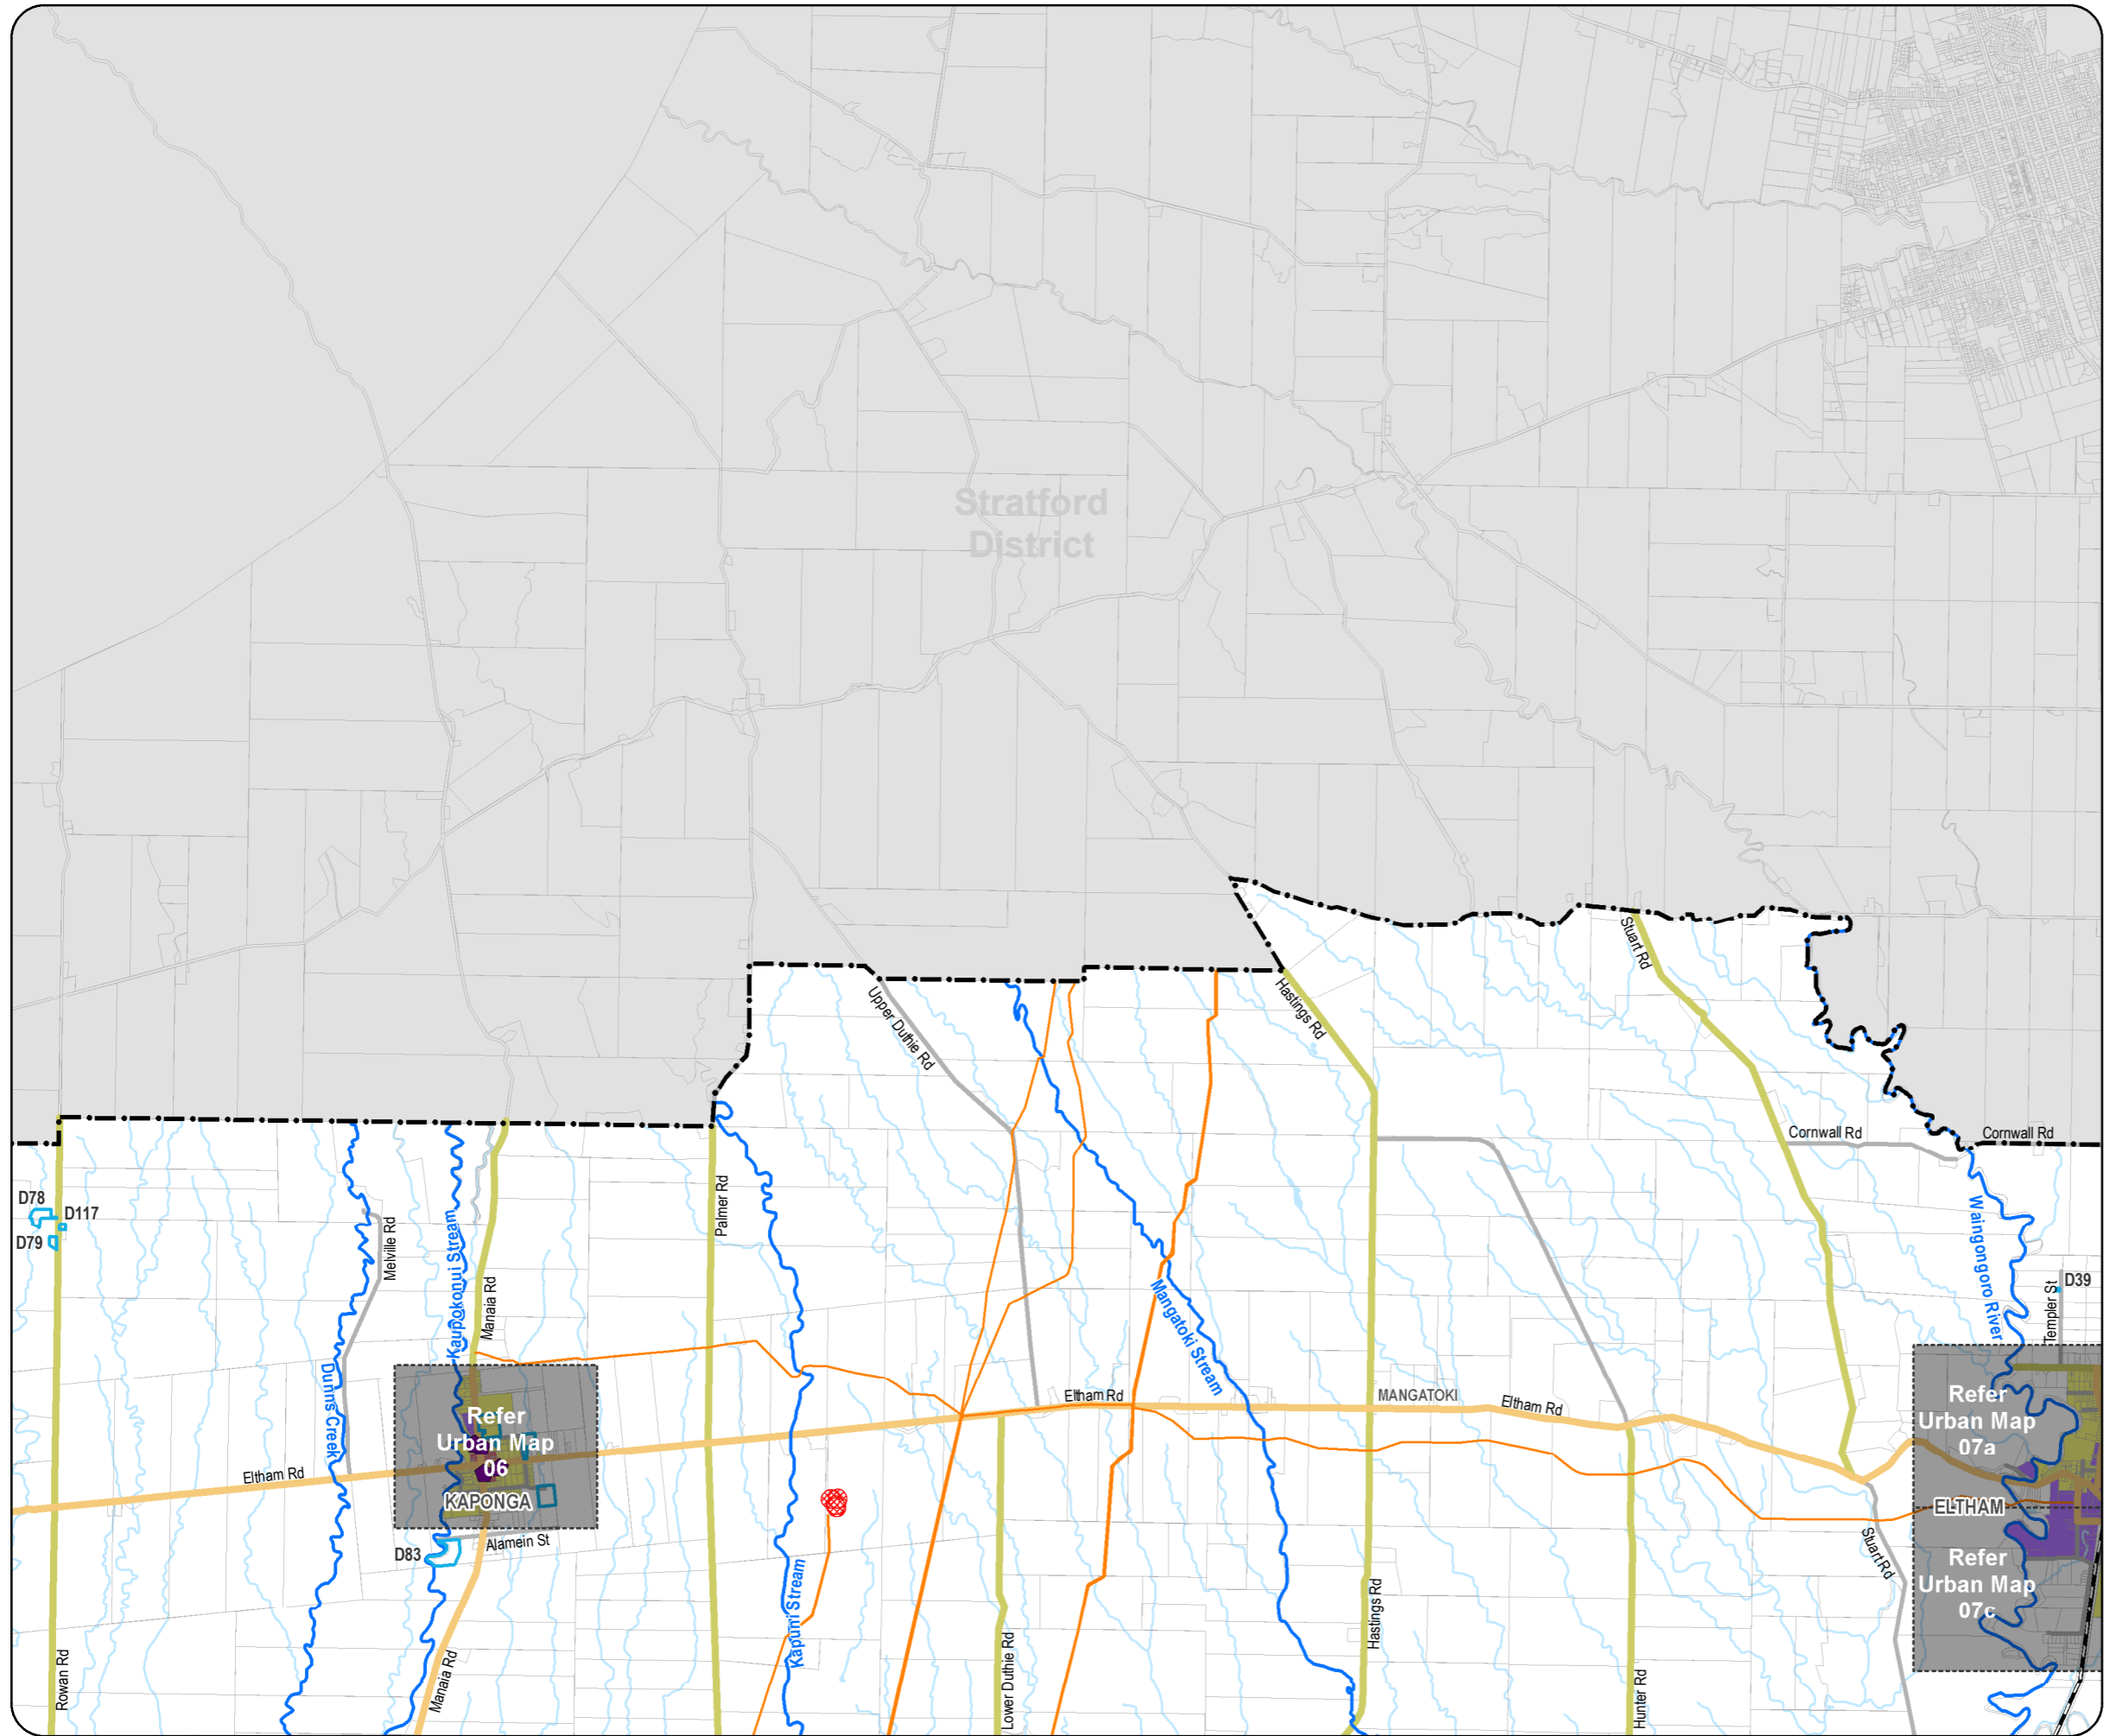 Stratford
District
Stuart Rd
Upper Duthie Rd
Hastings Rd
Cornwall Rd
Cornwall Rd
D78
D117
D79
Melville Rd
Kaupokonui Stream
Manaia Rd
Palmer Rd
Mangatoki Stream
Waingongoro River
D39
Templer St
Dunns Creek
Refer
Urban Map
06
KAPONGA
Eltham Rd
Eltham Rd
MANGATOKI
Eltham Rd
Refer
Urban Map
07a
ELTHAM
Refer
Urban Map
07c
D83
Alamein St
Kapuni Stream
Stuart Rd
Rowan Rd
Manaia Rd
Lower Duthie Rd
Hastings Rd
Hunter Rd